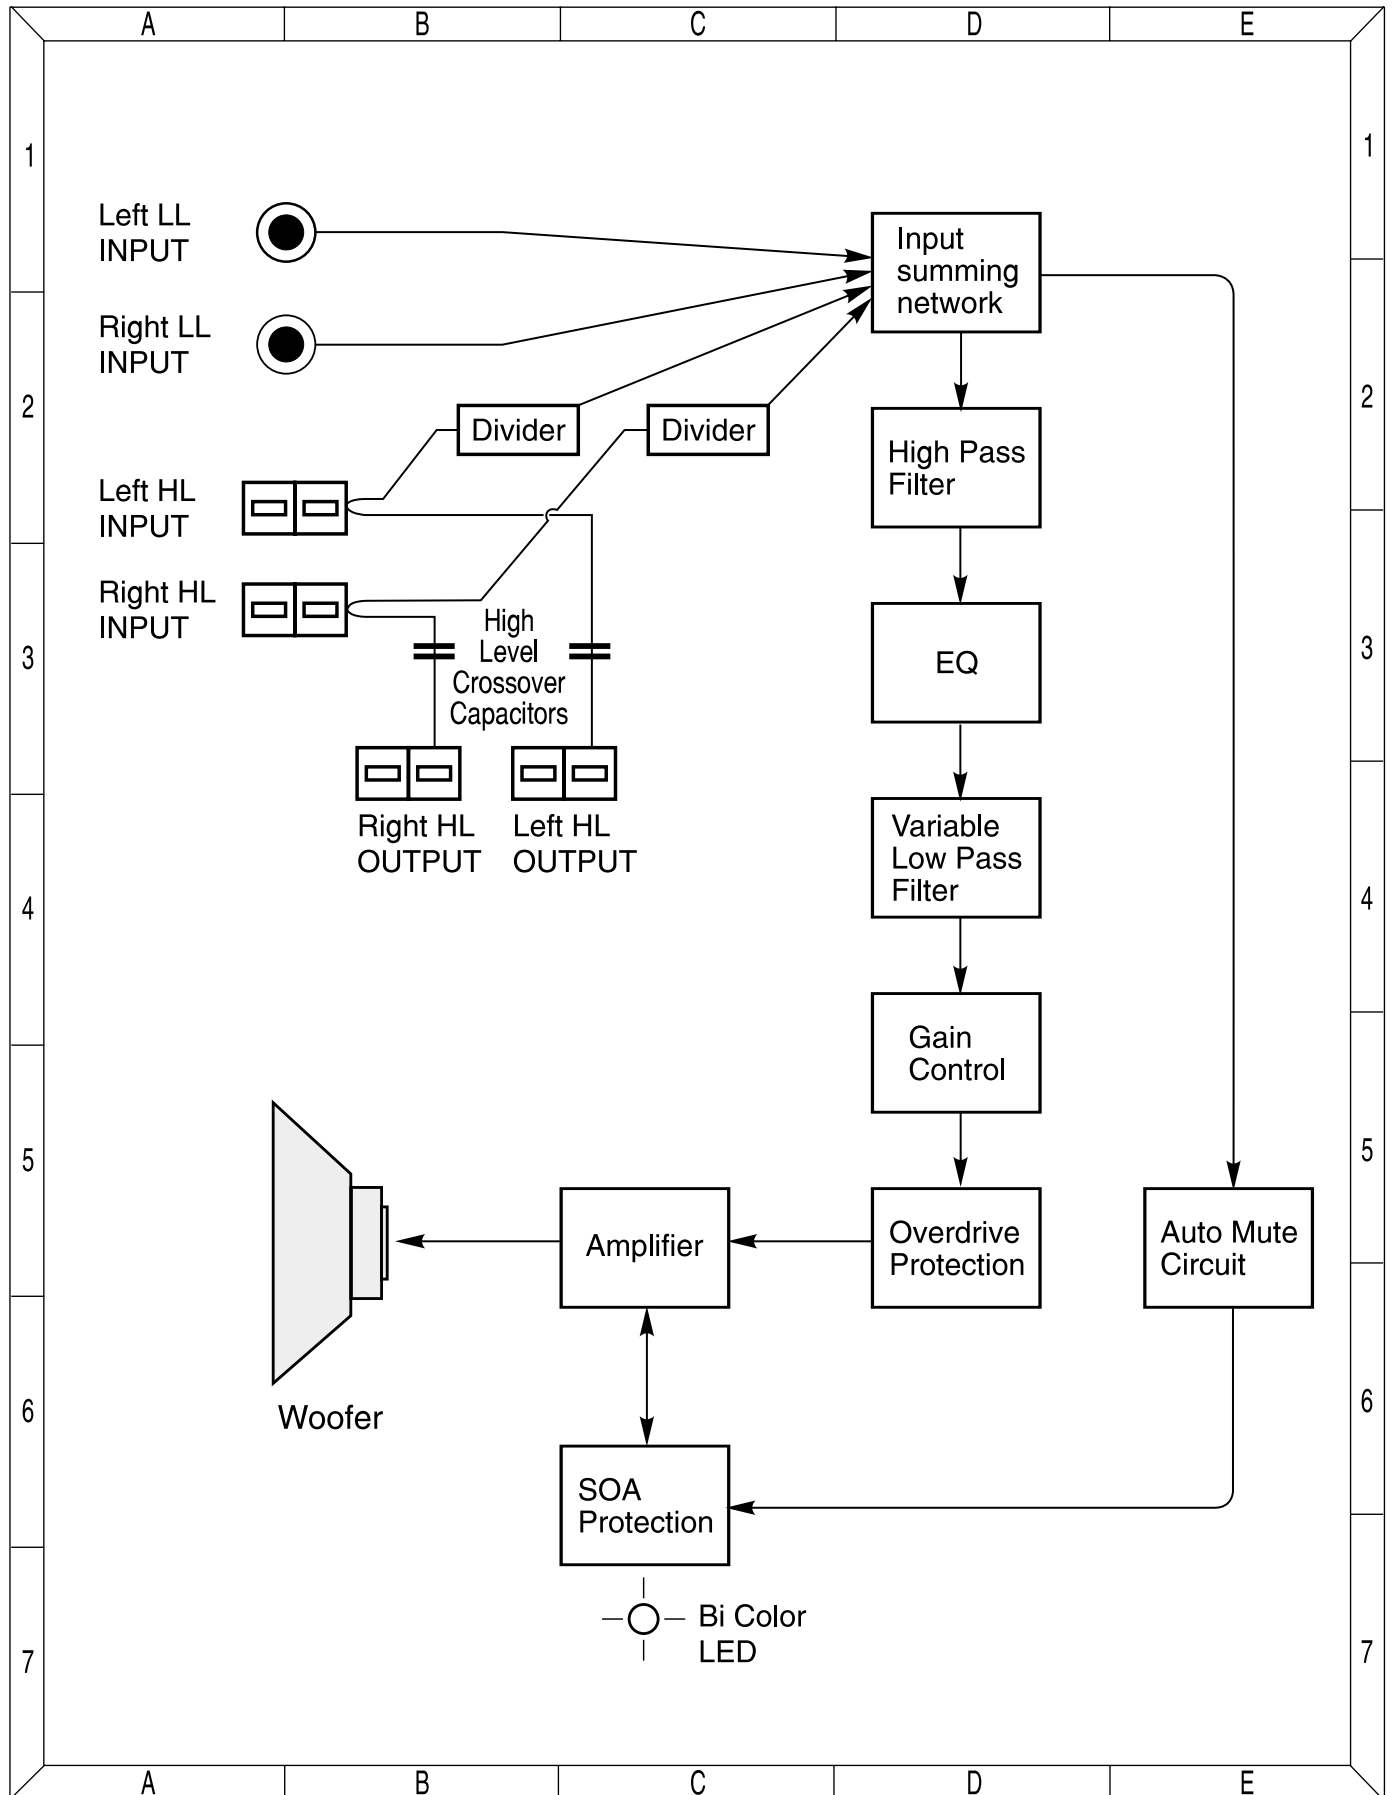 A B C D E
1 1
Left LL
INPUT
Input
summing
network
Right LL
INPUT
2 2
Divider Divider
High Pass
Filter
Left HL
INPUT
Right HL
INPUT
High
Level
Crossover
Capacitors
3 3
EQ
Right HL
OUTPUT
Left HL
OUTPUT
Variable
Low Pass
Filter
4 4
Gain
Control
5 5
Amplifier
Overdrive
Protection
Auto Mute
Circuit
Woofer
6 6
SOA
Protection
Bi Color
LED
7 7
A B C D E